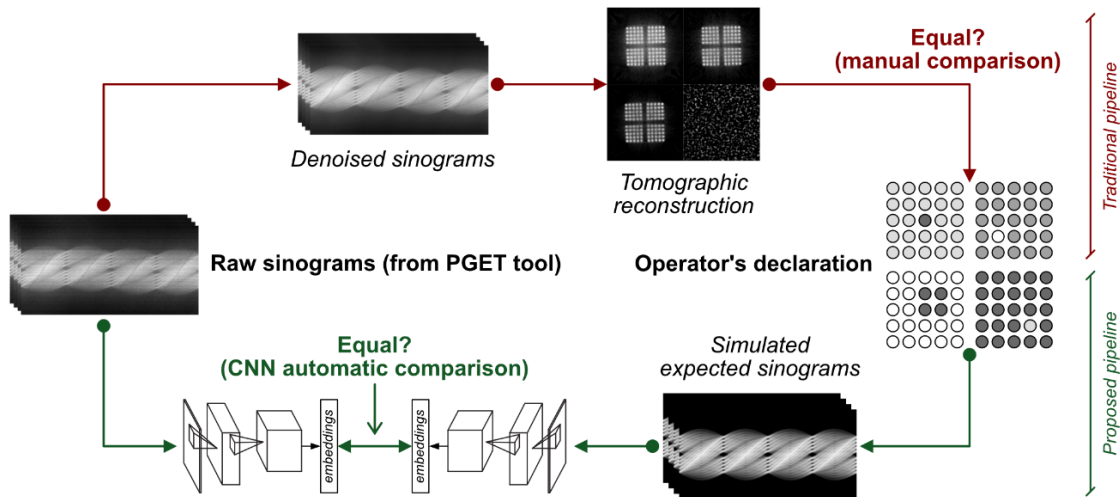 Equal?
(manual comparison)
Traditional pipeline
Denoised sinograms
Tomographic
reconstruction
Raw sinograms (from PGET tool)
Operator's declaration
Equal?
(CNN automatic comparison)
Simulated
expected sinograms
Proposed pipeline
embeddings
embeddings